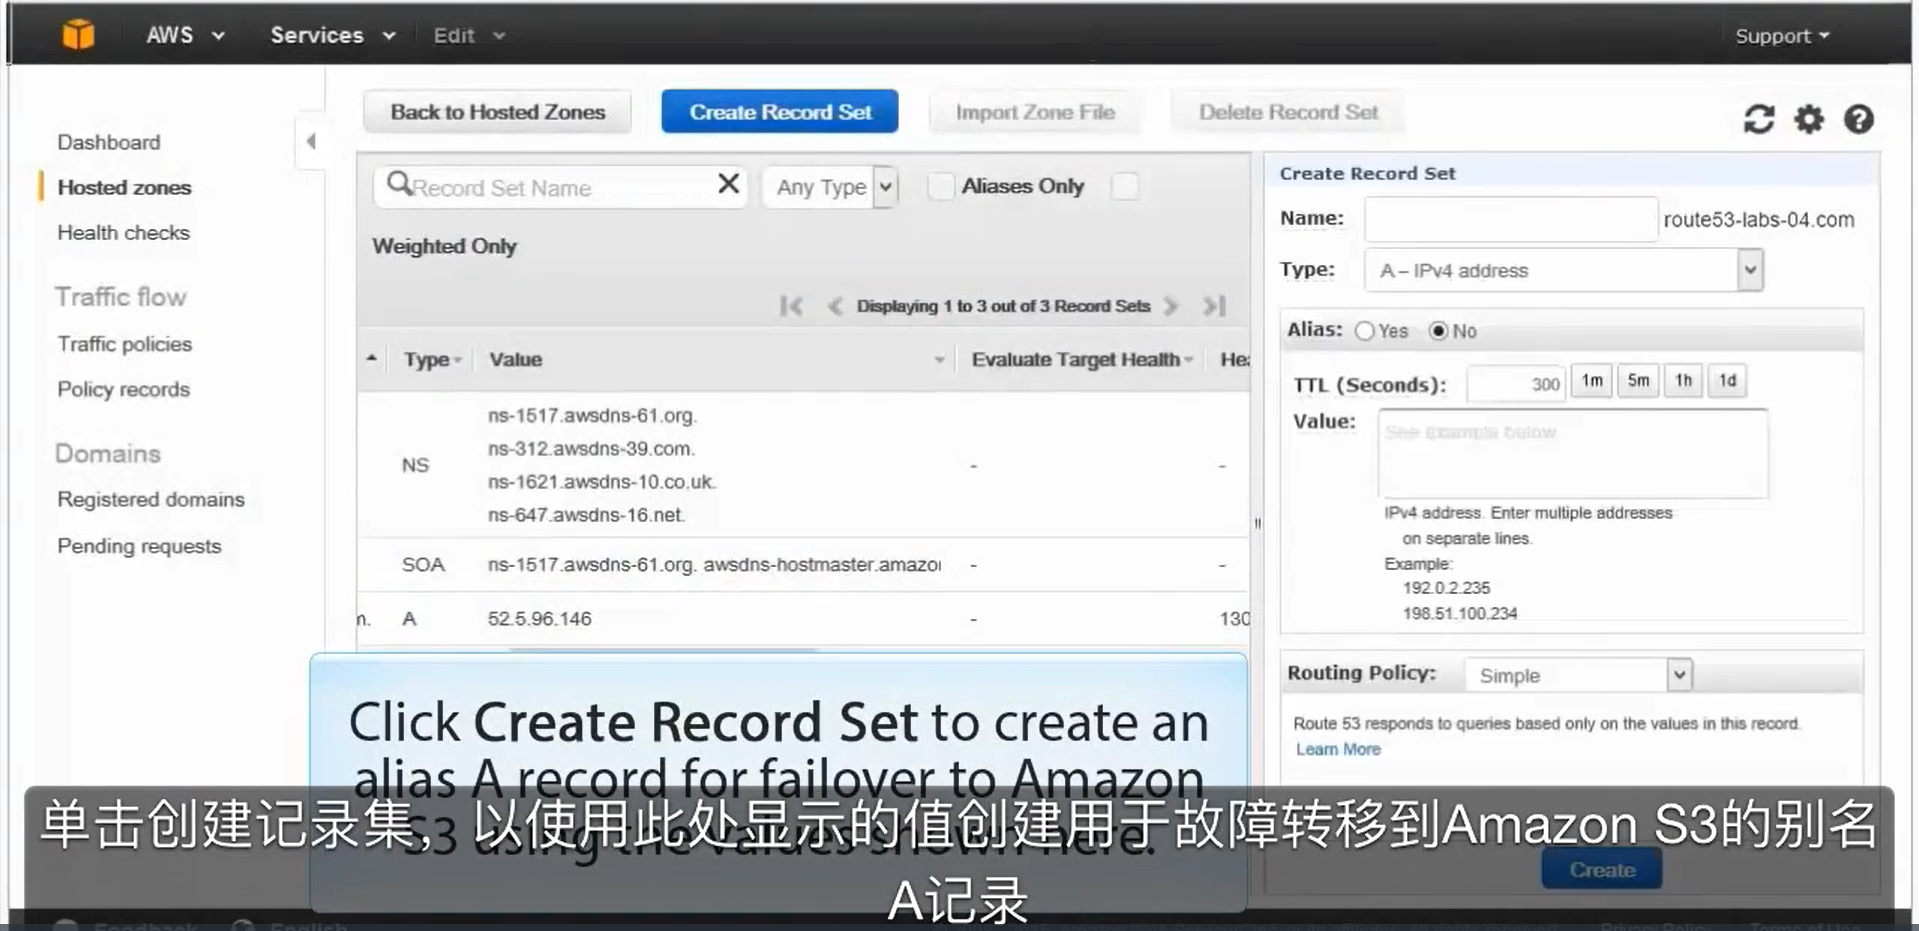 AWS Services Edit Support
Dashboard
Hosted zones
Health checks
Traffic flow
Traffic policies
Policy records
Domains
Registered domains
Pending requests
Back to Hosted Zones Create Record Set Import Zone File Delete Record Set
Record Set Name Any Type Aliases Only
Weighted Only
Displaying 1 to 3 out of 3 Record Sets
Type Value Evaluate Target Health
NS
ns-1517.awsdns-61.org.
ns-312.awsdns-39.com.
ns-1621.awsdns-10.co.uk.
ns-647.awsdns-16.net.
- -
SOA ns-1517.awsdns-61.org. awsdns-hostmaster.amazo - -
A 52.5.96.146 - 130
Create Record Set
Name: route53-labs-04.com
Type: A – IPv4 address
Alias: Yes No
TTL (Seconds): 300 1m 5m 1h 1d
Value: See example below
IPv4 address. Enter multiple addresses
on separate lines.
Example:
192.0.2.235
198.51.100.234
Routing Policy: Simple
Route 53 responds to queries based only on the values in this record.
Learn More
Create
Click Create Record Set to create an
alias A record for failover to Amazon
S3 using the values shown here.
单击创建记录集，以使用此处显示的值创建用于故障转移到Amazon S3的别名
A记录